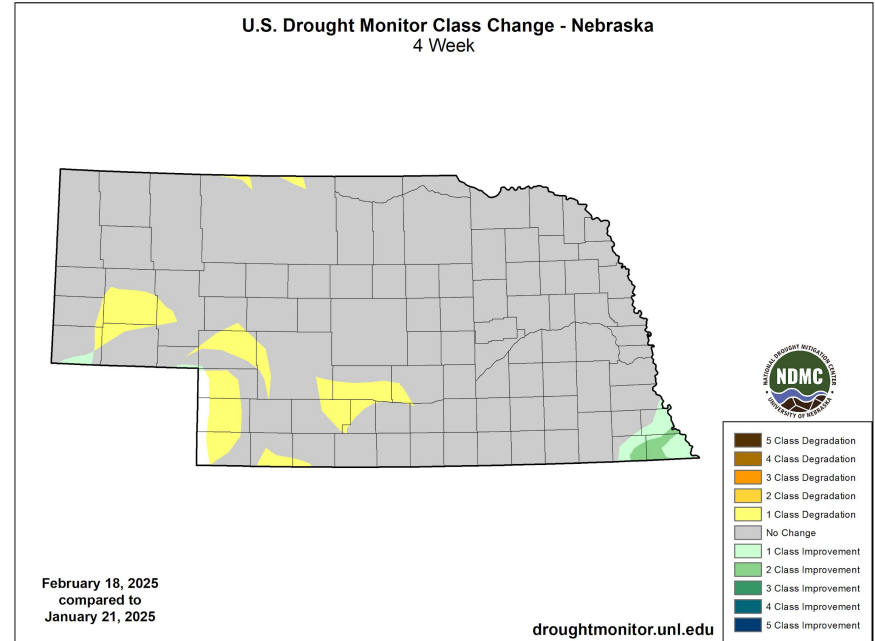 U.S. Drought Monitor Class Change - Nebraska
4 Week
NATIONAL DROUGHT MITIGATION CENTER
NDMC
UNIVERSITY OF NEBRASKA
5 Class Degradation
4 Class Degradation
3 Class Degradation
2 Class Degradation
1 Class Degradation
No Change
1 Class Improvement
2 Class Improvement
3 Class Improvement
4 Class Improvement
5 Class Improvement
February 18, 2025
compared to
January 21, 2025
droughtmonitor.unl.edu